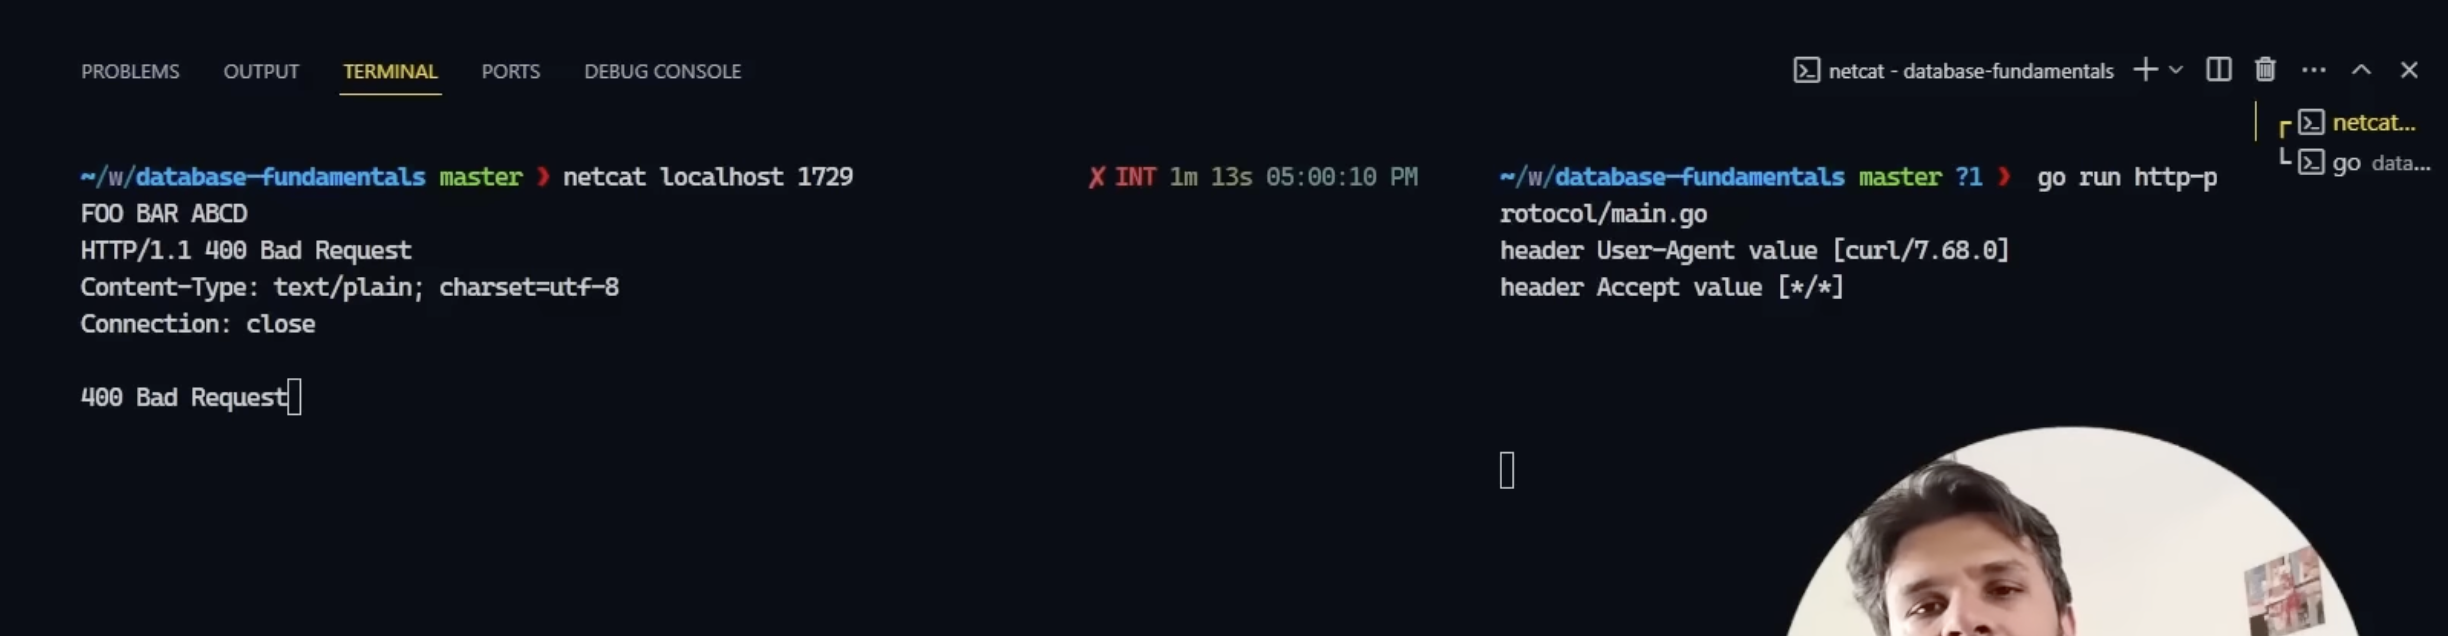 PROBLEMS OUTPUT TERMINAL PORTS DEBUG CONSOLE
netcat - database-fundamentals
netcat...
go data...
~/w/database-fundamentals master ❯ netcat localhost 1729
✗ INT 1m 13s 05:00:10 PM
FOO BAR ABCD
HTTP/1.1 400 Bad Request
Content-Type: text/plain; charset=utf-8
Connection: close
400 Bad Request
~/w/database-fundamentals master ?1 ❯ go run http-p
rotocol/main.go
header User-Agent value [curl/7.68.0]
header Accept value [*/*]